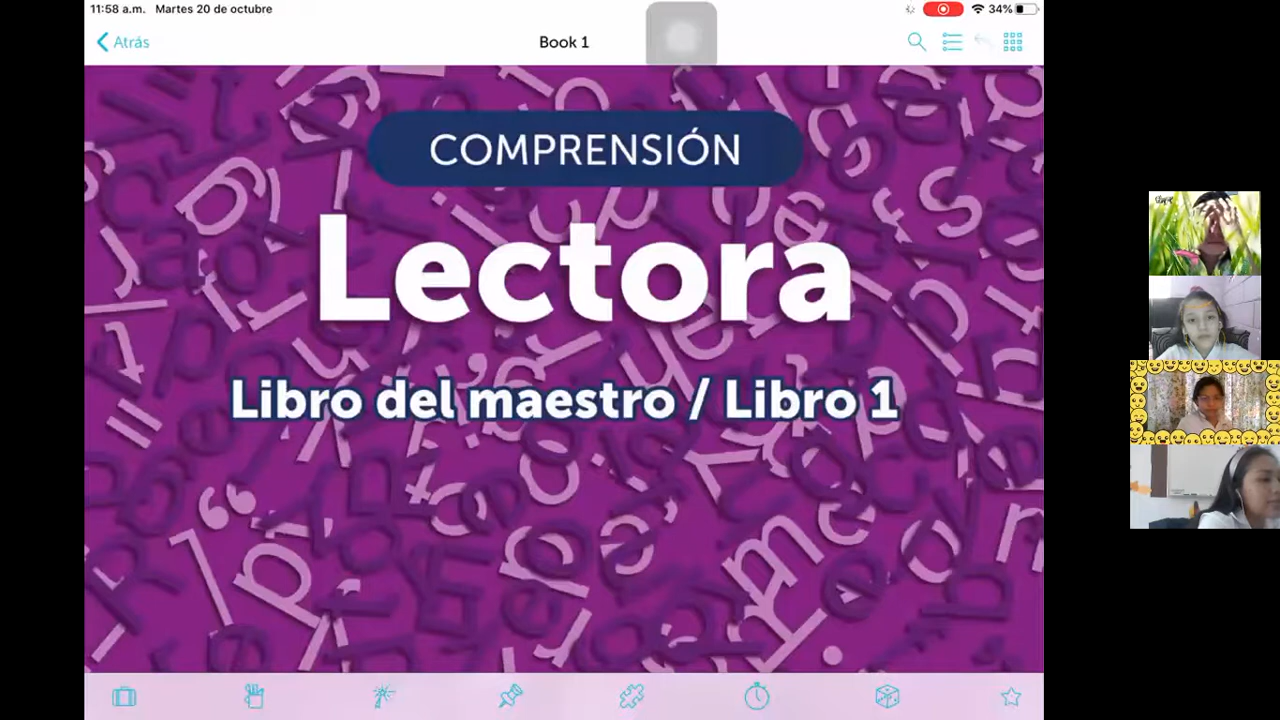 11:58 a.m. Martes 20 de octubre
34%
Atrás
Book 1
COMPRENSIÓN
Lectora
Libro del maestro / Libro 1